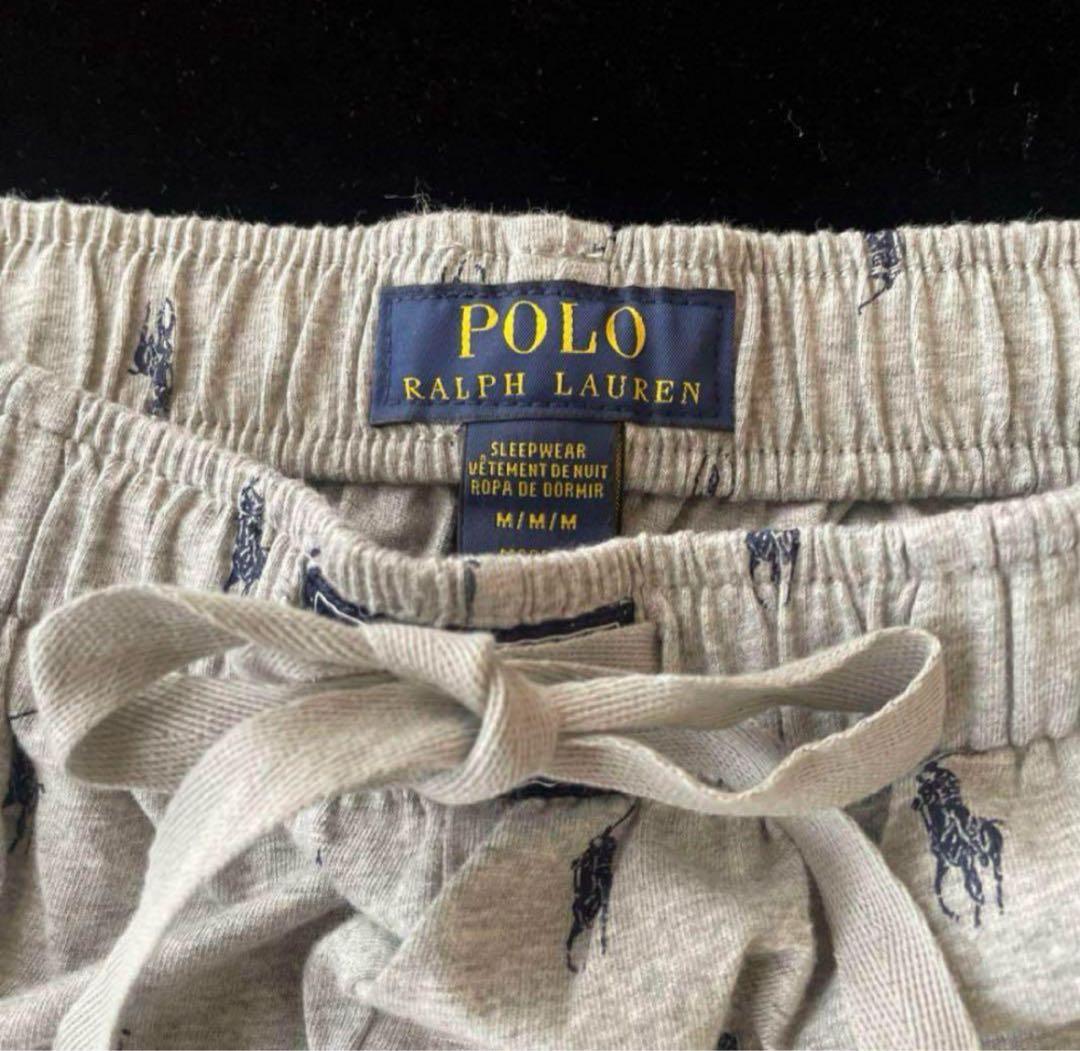 POLO
RALPH LAUREN
SLEEPWEAR
VÊTEMENT DE NUIT
ROPA DE DORMIR
M/M/M